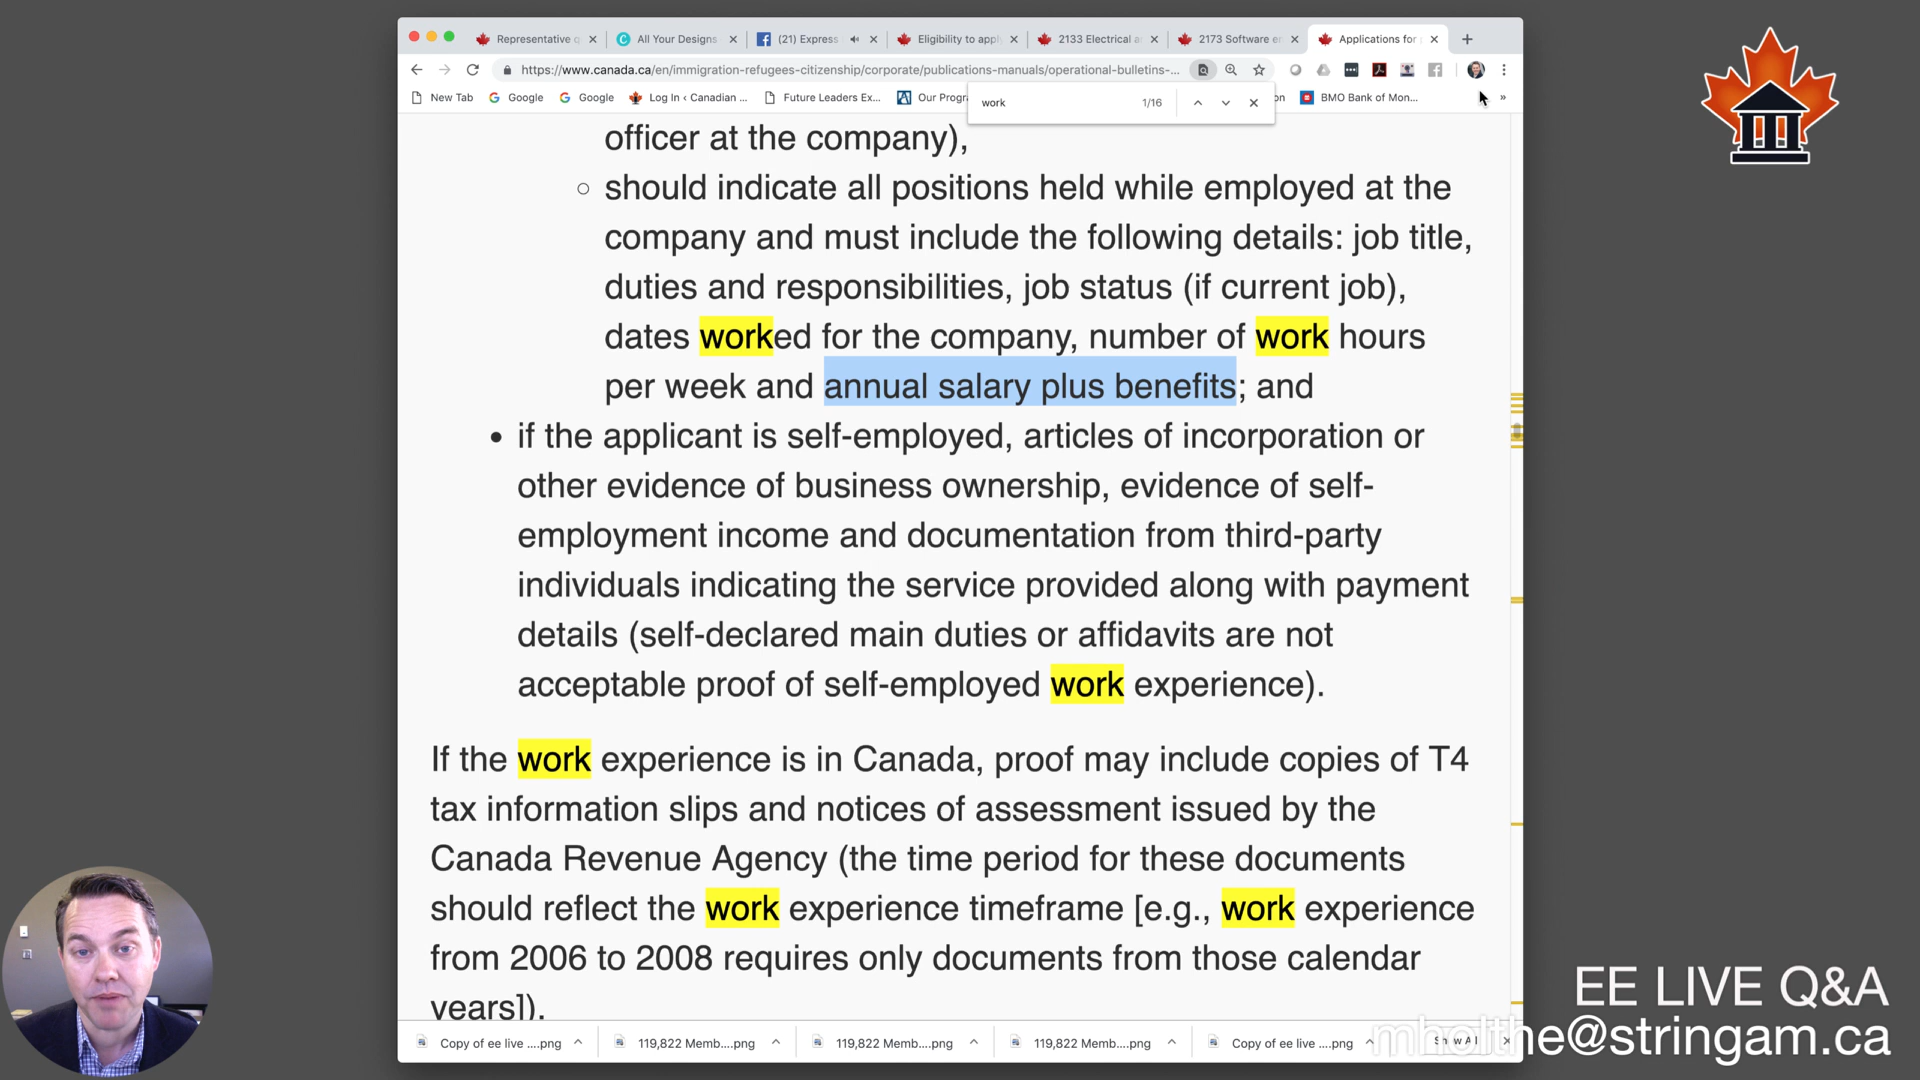 Representative q
All Your Designs
(21) Express
Eligibility to appl
2133 Electrical a
2173 Software en
Applications for
https://www.canada.ca/en/immigration-refugees-citizenship/corporate/publications-manuals/operational-bulletins-...
New Tab
Google
Google
Log In ‹ Canadian ...
Future Leaders Ex...
Our Progr
on
BMO Bank of Mon...
»
work
1/16
officer at the company),
should indicate all positions held while employed at the
company and must include the following details: job title,
duties and responsibilities, job status (if current job),
dates worked for the company, number of work hours
per week and annual salary plus benefits; and
if the applicant is self-employed, articles of incorporation or
other evidence of business ownership, evidence of self-
employment income and documentation from third-party
individuals indicating the service provided along with payment
details (self-declared main duties or affidavits are not
acceptable proof of self-employed work experience).
If the work experience is in Canada, proof may include copies of T4
tax information slips and notices of assessment issued by the
Canada Revenue Agency (the time period for these documents
should reflect the work experience timeframe [e.g., work experience
from 2006 to 2008 requires only documents from those calendar
years]).
Copy of ee live ....png
119,822 Memb....png
119,822 Memb....png
119,822 Memb....png
Copy of ee live ....png
Show All
EE LIVE Q&A
mholthe@stringam.ca